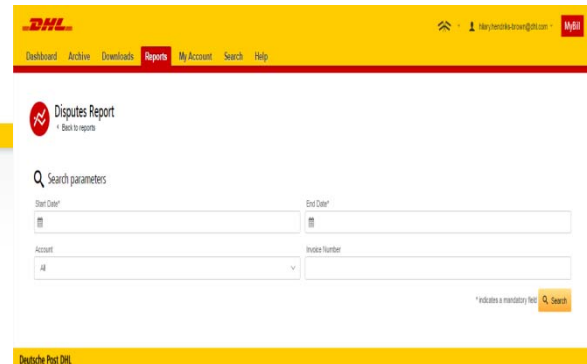 DHL
hilary.hendriks-brown@dhl.com
MyBill
Dashboard Archive Downloads Reports My Account Search Help
Disputes Report
Back to reports
Search parameters
Start Date* End Date*
Account Invoice Number
All
* indicates a mandatory field Search
Deutsche Post DHL